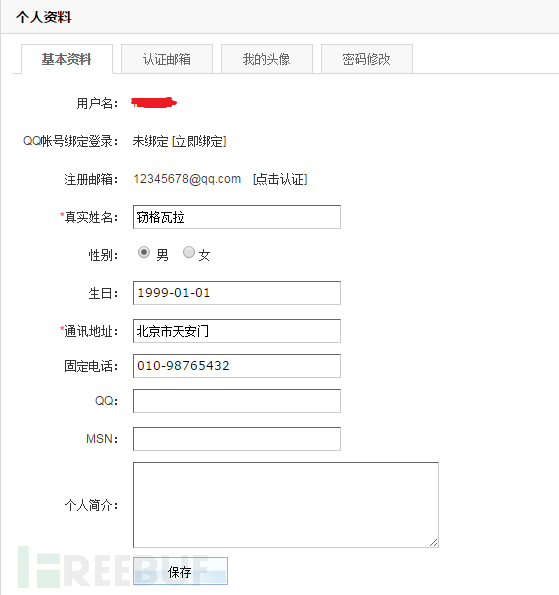 个人资料
基本资料 认证邮箱 我的头像 密码修改
用户名：
QQ帐号绑定登录： 未绑定 [立即绑定]
注册邮箱： 12345678@qq.com [点击认证]
*真实姓名： 窃格瓦拉
性别： 男 女
生日： 1999-01-01
*通讯地址： 北京市天安门
固定电话： 010-98765432
QQ：
MSN：
个人简介：
保存
FREEBUF